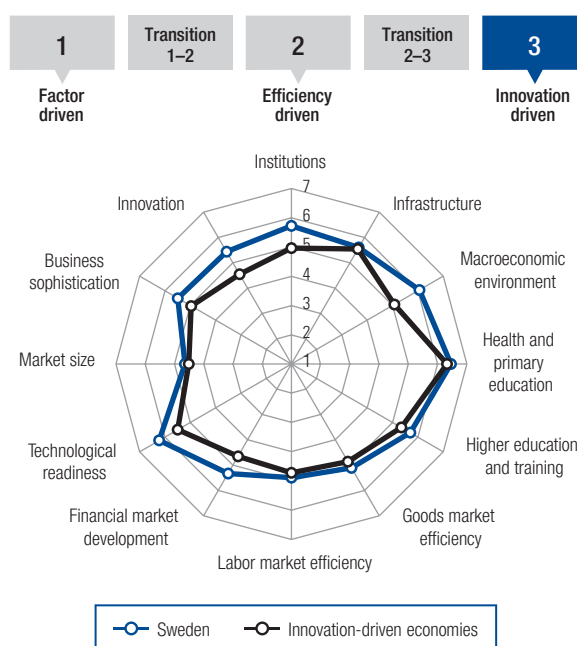 1
Transition
1–2
2
Transition
2–3
3
Factor
driven
Efficiency
driven
Innovation
driven
Institutions
7
Innovation
Infrastructure
6
5
Business
sophistication
Macroeconomic
environment
4
3
2
Market size
1
Health and
primary
education
Technological
readiness
Higher education
and training
Financial market
development
Goods market
efficiency
Labor market efficiency
Sweden
Innovation-driven economies